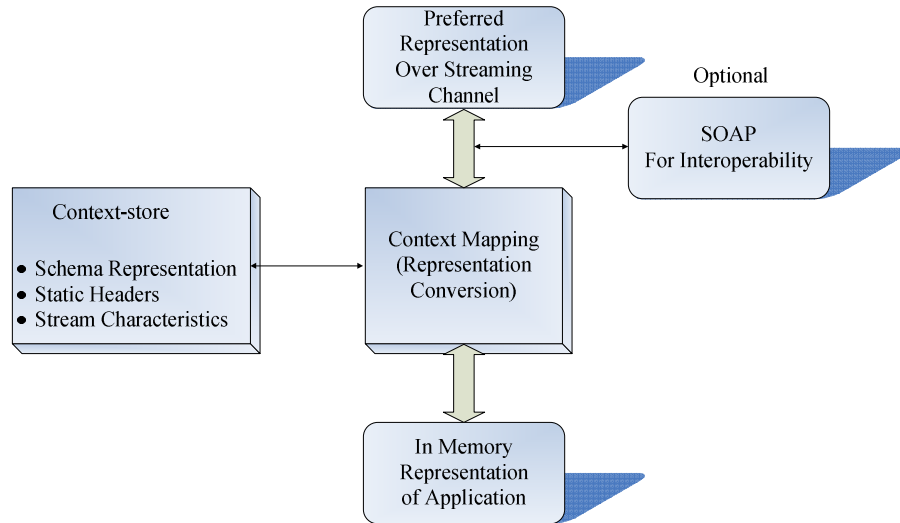 Preferred
Representation
Over Streaming
Channel
Optional
SOAP
For Interoperability
Context-store
• Schema Representation
• Static Headers
• Stream Characteristics
Context Mapping
(Representation
Conversion)
In Memory
Representation
of Application